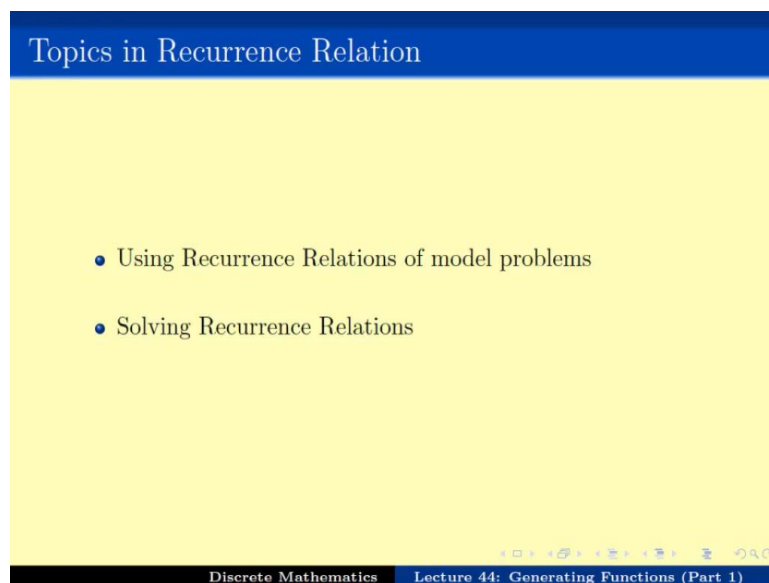 Topics in Recurrence Relation
Using Recurrence Relations of model problems
Solving Recurrence Relations
Discrete Mathematics Lecture 44: Generating Functions (Part 1)